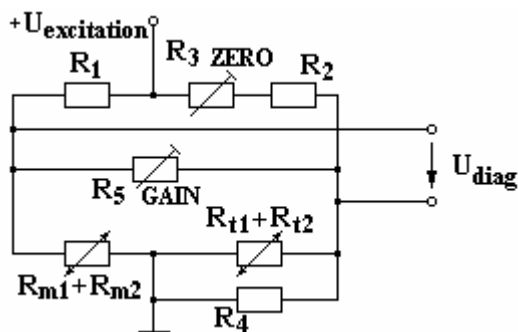 +U excitation
R3 ZERO R2
R1
U diag
R5 GAIN
Rt1+Rt2
Rm1+Rm2
R4